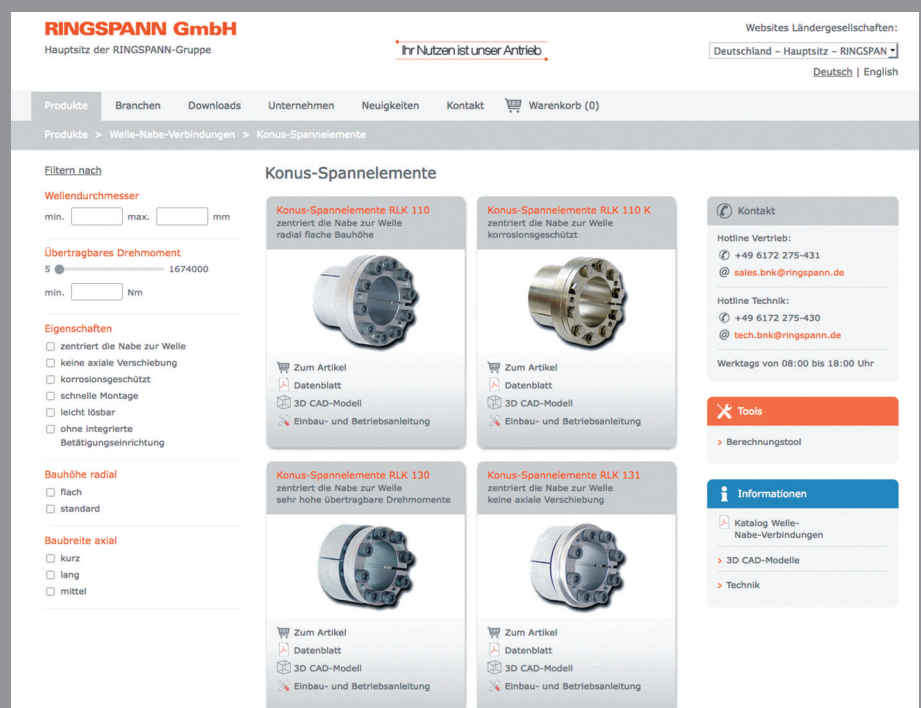 RINGSPANN GmbH
Hauptsitz der RINGSPANN-Gruppe
Ihr Nutzen ist unser Antrieb
Websites Ländergesellschaften:
Deutschland – Hauptsitz – RINGSPAN
Deutsch | English
Produkte Branchen Downloads Unternehmen Neuigkeiten Kontakt Warenkorb (0)
Produkte > Welle-Nabe-Verbindungen > Konus-Spannelemente
Filtern nach
Wellendurchmesser
min. max. mm
Übertragbares Drehmoment
5 1674000
min. Nm
Eigenschaften
zentriert die Nabe zur Welle
keine axiale Verschiebung
korrosionsgeschützt
schnelle Montage
leicht lösbar
ohne integrierte
Betätigungseinrichtung
Bauhöhe radial
flach
standard
Baubreite axial
kurz
lang
mittel
Konus-Spannelemente
Konus-Spannelemente RLK 110
zentriert die Nabe zur Welle
radial flache Bauhöhe
Zum Artikel
Datenblatt
3D CAD-Modell
Einbau- und Betriebsanleitung
Konus-Spannelemente RLK 110 K
zentriert die Nabe zur Welle
korrosionsgeschützt
Zum Artikel
Datenblatt
3D CAD-Modell
Einbau- und Betriebsanleitung
Konus-Spannelemente RLK 130
zentriert die Nabe zur Welle
sehr hohe übertragbare Drehmomente
Zum Artikel
Datenblatt
3D CAD-Modell
Einbau- und Betriebsanleitung
Konus-Spannelemente RLK 131
zentriert die Nabe zur Welle
keine axiale Verschiebung
Zum Artikel
Datenblatt
3D CAD-Modell
Einbau- und Betriebsanleitung
Kontakt
Hotline Vertrieb:
+49 6172 275-431
@ sales.bnk@ringspann.de
Hotline Technik:
+49 6172 275-430
@ tech.bnk@ringspann.de
Werktags von 08:00 bis 18:00 Uhr
Tools
> Berechnungstool
Informationen
Katalog Welle-
Nabe-Verbindungen
> 3D CAD-Modelle
> Technik